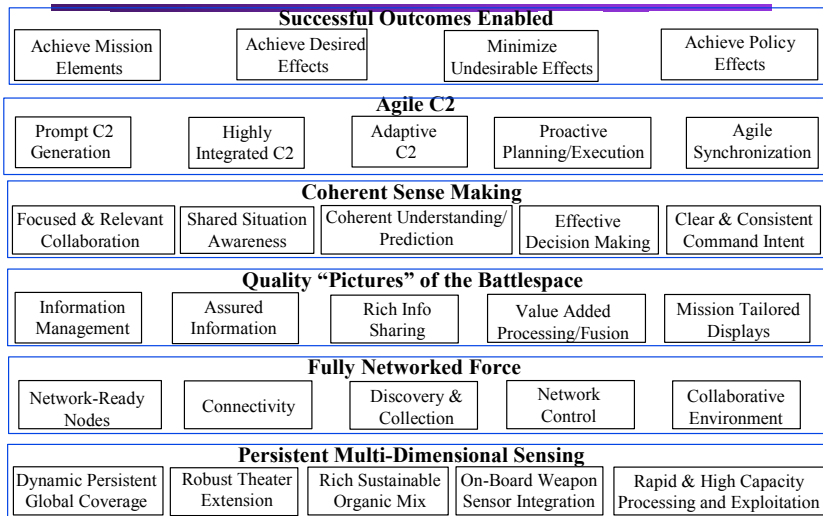 Successful Outcomes Enabled
Achieve Mission
Elements
Achieve Desired
Effects
Minimize
Undesirable Effects
Achieve Policy
Effects
Agile C2
Prompt C2
Generation
Highly
Integrated C2
Adaptive
C2
Proactive
Planning/Execution
Agile
Synchronization
Coherent Sense Making
Focused & Relevant
Collaboration
Shared Situation
Awareness
Coherent Understanding/
Prediction
Effective
Decision Making
Clear & Consistent
Command Intent
Quality “Pictures” of the Battlespace
Information
Management
Assured
Information
Rich Info
Sharing
Value Added
Processing/Fusion
Mission Tailored
Displays
Fully Networked Force
Network-Ready
Nodes
Connectivity
Discovery &
Collection
Network
Control
Collaborative
Environment
Persistent Multi-Dimensional Sensing
Dynamic Persistent
Global Coverage
Robust Theater
Extension
Rich Sustainable
Organic Mix
On-Board Weapon
Sensor Integration
Rapid & High Capacity
Processing and Exploitation